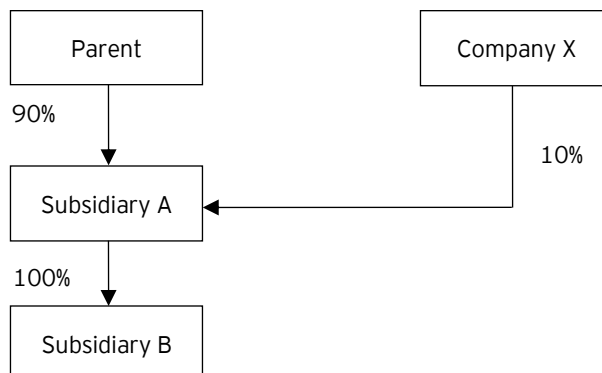 Parent
Company X
90%
10%
Subsidiary A
100%
Subsidiary B